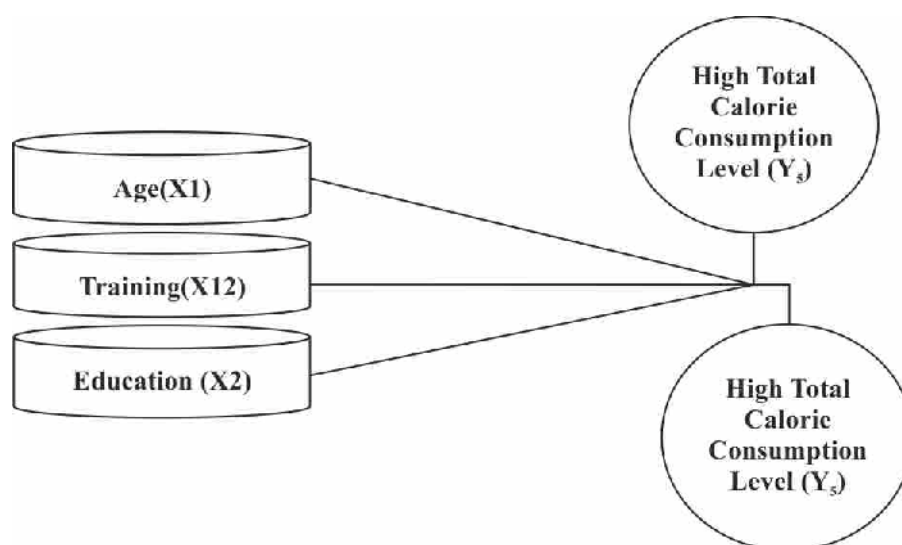 High Total
Calorie
Consumption
Level (Y₅)
Age(X1)
Training(X12)
Education (X2)
High Total
Caloric
Consumption
Level (Y₅)